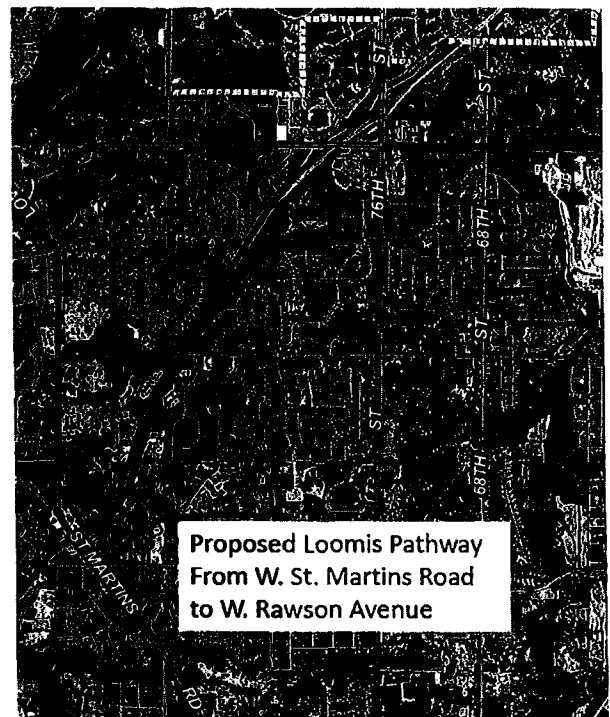 ST
ST
76TH
68TH
ST
ST
68TH
ST MARTINS
Proposed Loomis Pathway
From W. St. Martins Road
to W. Rawson Avenue
RD